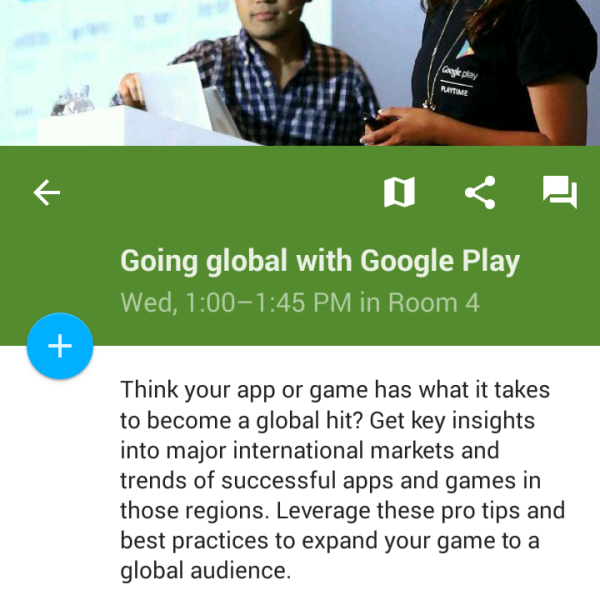 Google play
PLAYTIME
Going global with Google Play
Wed, 1:00–1:45 PM in Room 4
Think your app or game has what it takes
to become a global hit? Get key insights
into major international markets and
trends of successful apps and games in
those regions. Leverage these pro tips and
best practices to expand your game to a
global audience.